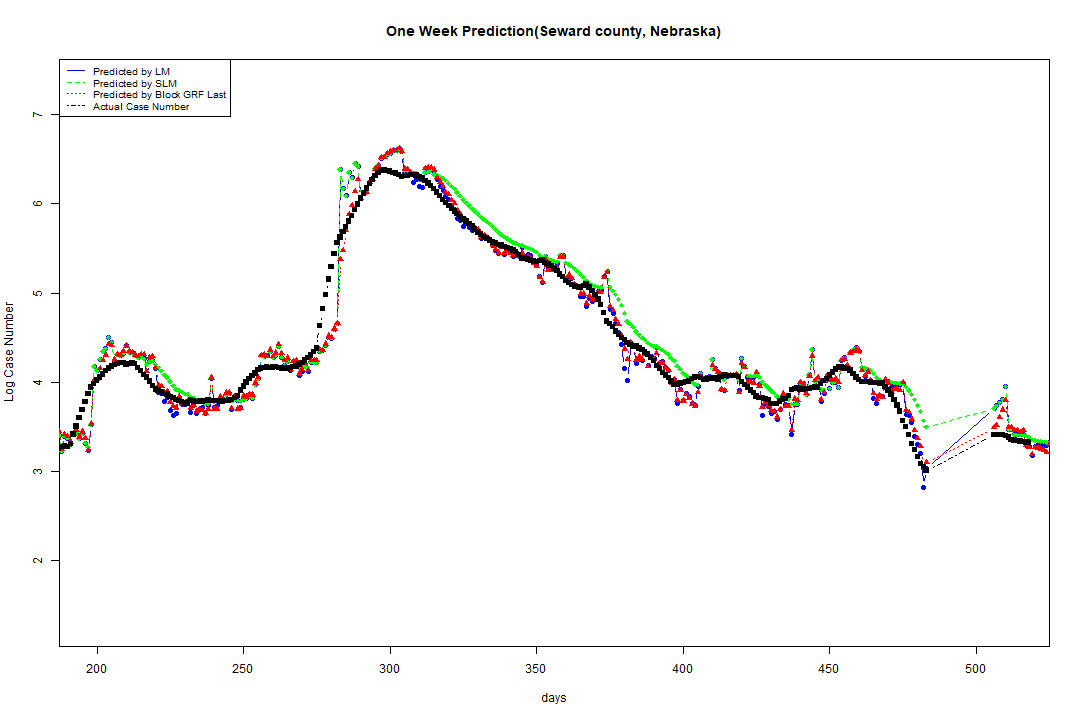 One Week Prediction(Seward county, Nebraska)
Predicted by LM
Predicted by SLM
Predicted by Block GRF Last
Actual Case Number
Log Case Number
7
6
5
4
3
2
200 250 300 350 400 450 500
days